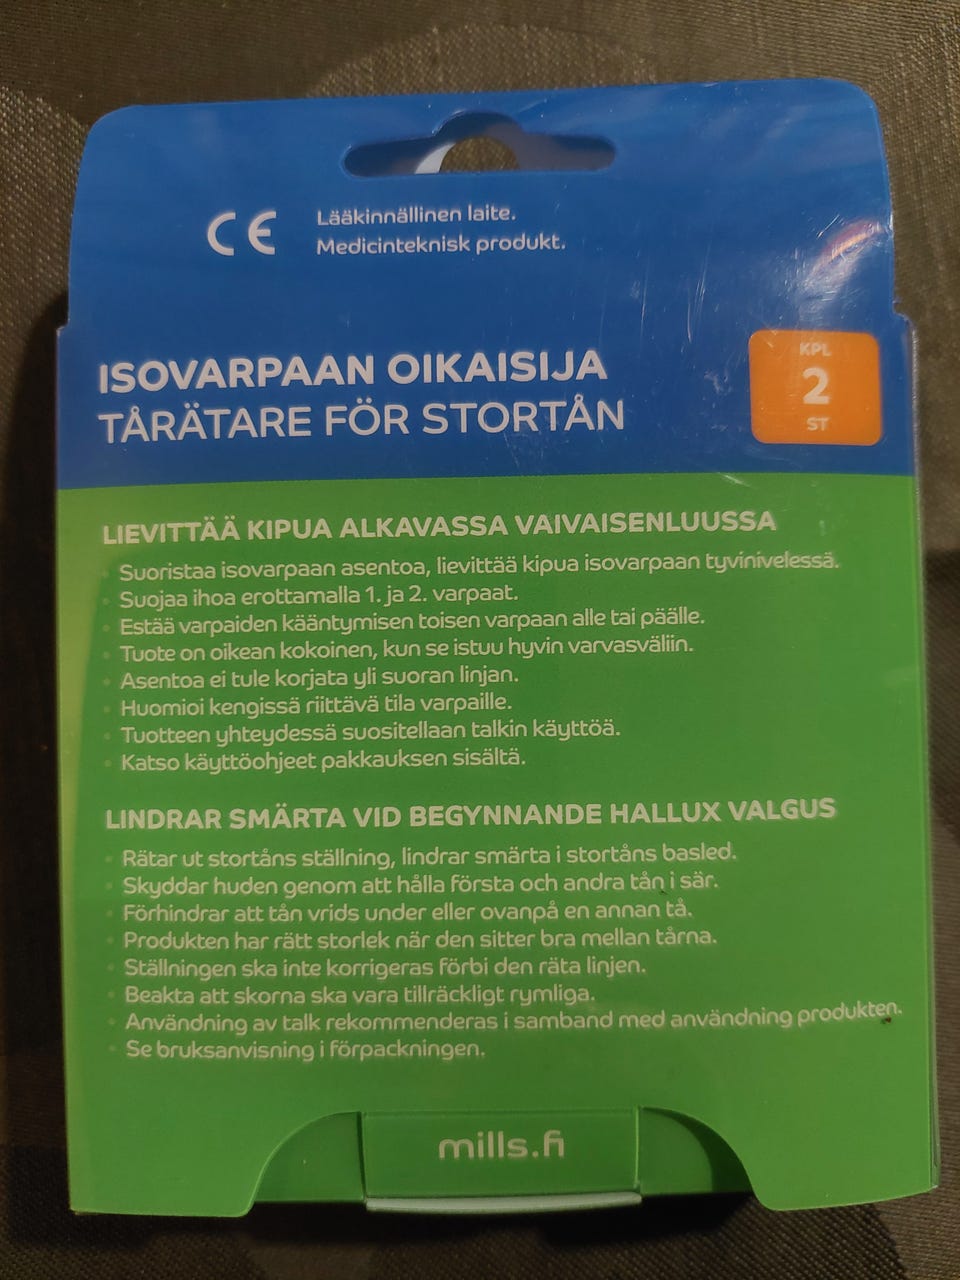 CE
Lääkinnällinen laite.
Medicinteknisk produkt.
ISOVARPAAN OIKAISIJA
TÅRÄTARE FÖR STORTÅN
KPL
2
ST
LIEVITTÄÄ KIPUA ALKAVASSA VAIVAISENLUUSSA
• Suoristaa isovarpaan asentoa, lievittää kipua isovarpaan tyvinivelessä.
• Suojaa ihoa erottamalla 1. ja 2. varpaat.
• Estää varpaiden kääntymisen toisen varpaan alle tai päälle.
• Tuote on oikean kokoinen, kun se istuu hyvin varvasväliin.
• Asentoa ei tule korjata yli suoran linjan.
• Huomioi kengissä riittävä tila varpaille.
• Tuotteen yhteydessä suositellaan talkin käyttöä.
• Katso käyttöohjeet pakkauksen sisältä.
LINDRAR SMÄRTA VID BEGYNNANDE HALLUX VALGUS
• Rätar ut stortåns ställning, lindrar smärta i stortåns basled.
• Skyddar huden genom att hålla första och andra tån i sär.
• Förhindrar att tån vrids under eller ovanpå en annan tå.
• Produkten har rätt storlek när den sitter bra mellan tårna.
• Ställningen ska inte korrigeras förbi den räta linjen.
• Beakta att skorna ska vara tillräckligt rymliga.
• Användning av talk rekommenderas i samband med användning produkten.
• Se bruksanvisning i förpackningen.
mills.fi